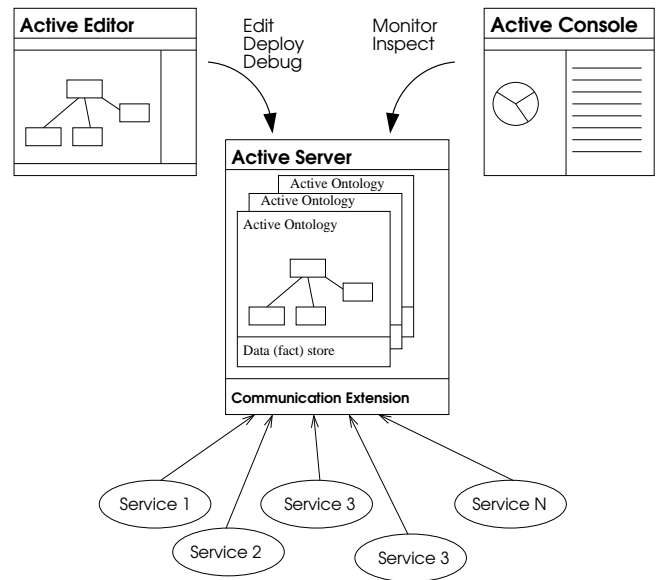 Active Editor
Edit
Deploy
Debug
Monitor
Inspect
Active Console
Active Server
Active Ontology
Active Ontology
Active Ontology
Data (fact) store
Communication Extension
Service 1
Service 2
Service 3
Service 3
Service N